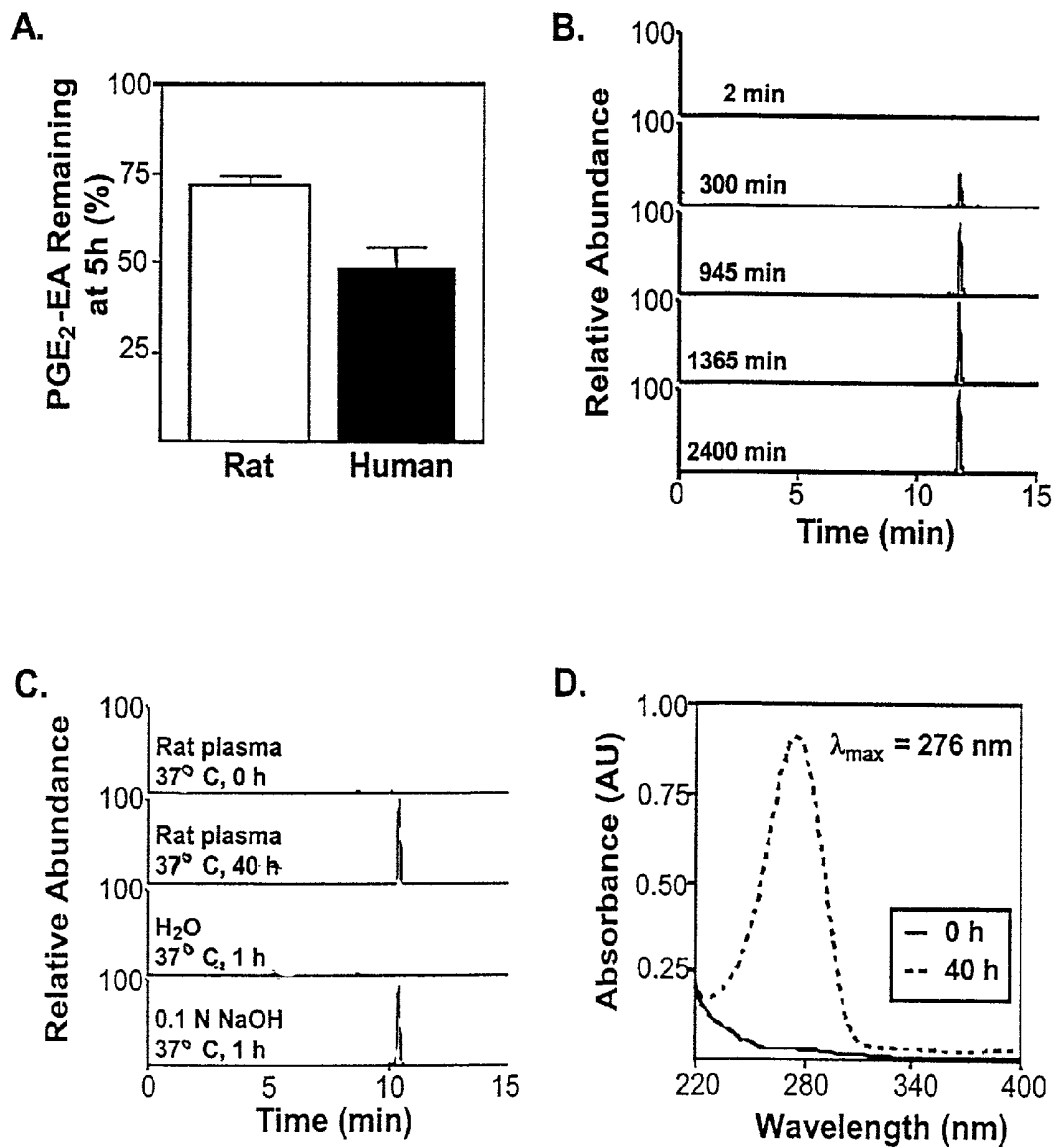 A.
PGE₂-EA Remaining
at 5h (%)
100
75
50
25
Rat Human
B.
Relative Abundance
100
2 min
100
300 min
100
945 min
100
1365 min
100
2400 min
0 5 10 15
Time (min)
C.
Relative Abundance
100
Rat plasma
37° C, 0 h
100
Rat plasma
37° C, 40 h
100
H₂O
37° C, 1 h
100
0.1 N NaOH
37° C, 1 h
0 5 10 15
Time (min)
D.
Absorbance (AU)
1.00
0.75
0.50
0.25
λmax = 276 nm
0 h
40 h
220 280 340 400
Wavelength (nm)